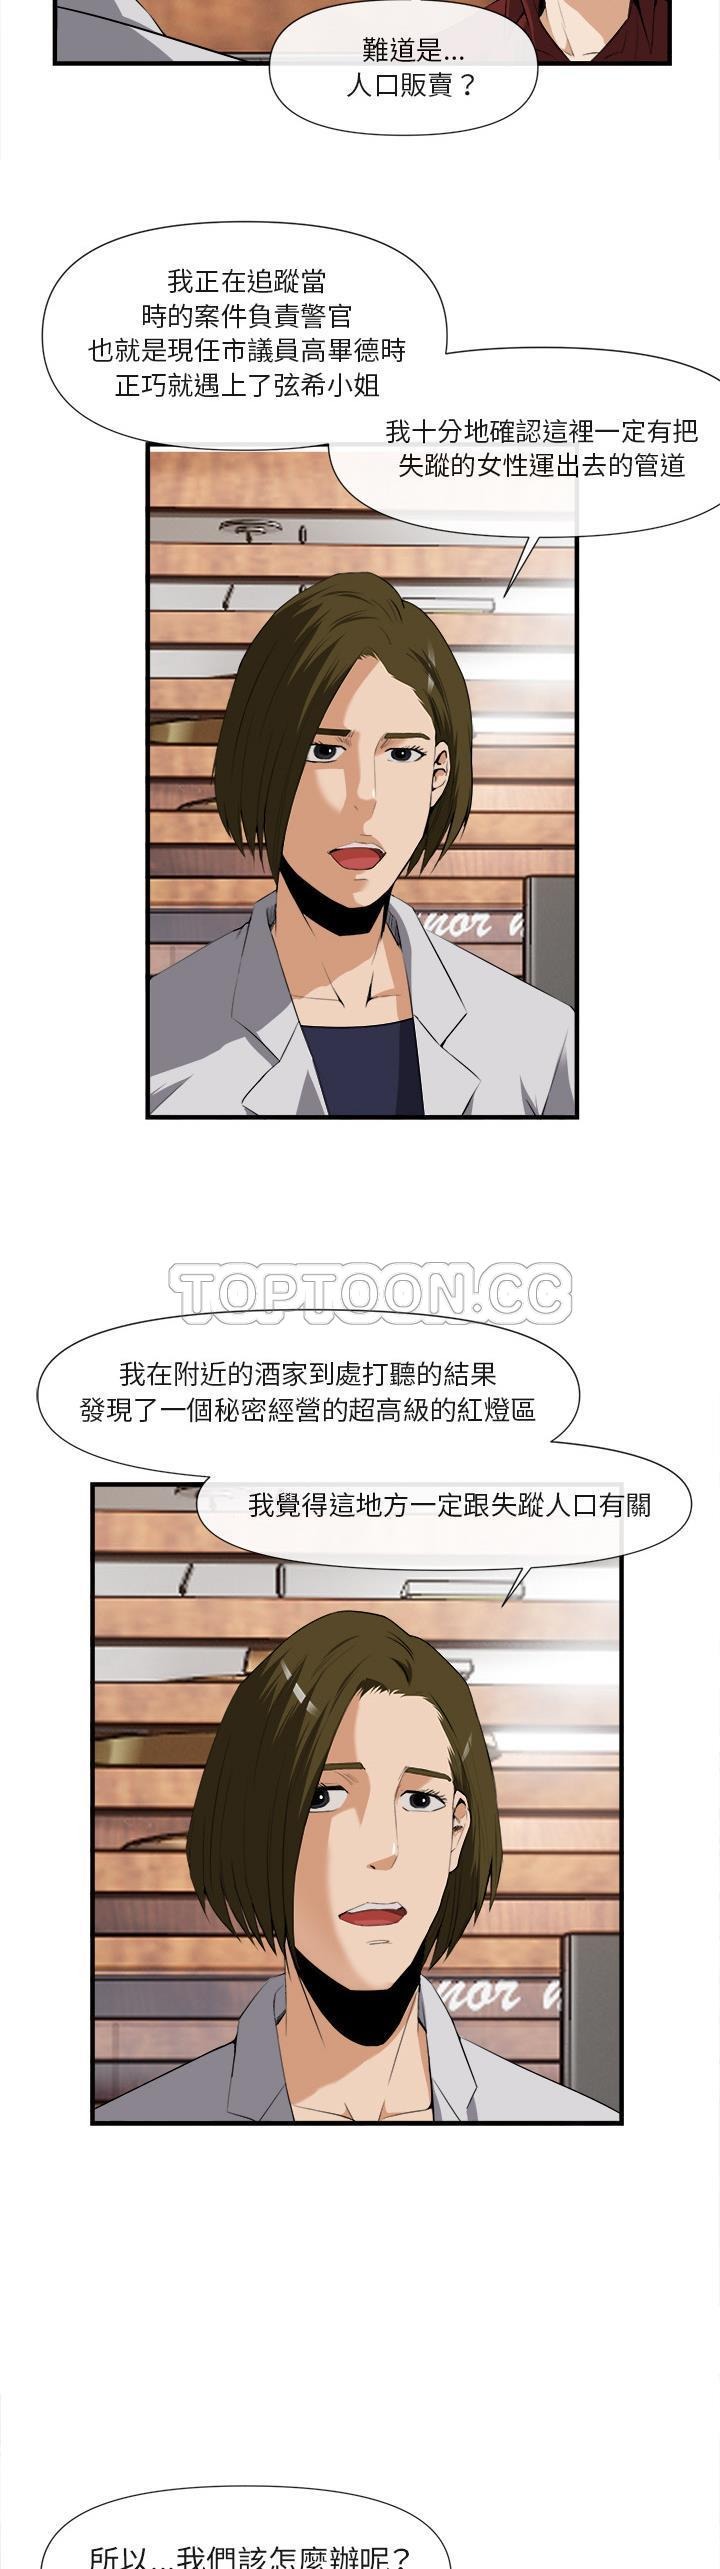 難道是...
人口販賣？
我正在追蹤當
時的案件負責警官
也就是現任市議員高畢德時
正巧就遇上了弦希小姐
我十分地確認這裡一定有把
失蹤的女性運出去的管道
nor n
TOPTOON.CC
我在附近的酒家到處打聽的結果
發現了一個秘密經營的超高級的紅燈區
我覺得這地方一定跟失蹤人口有關
nor n
所以...我們該怎麼辦呢?